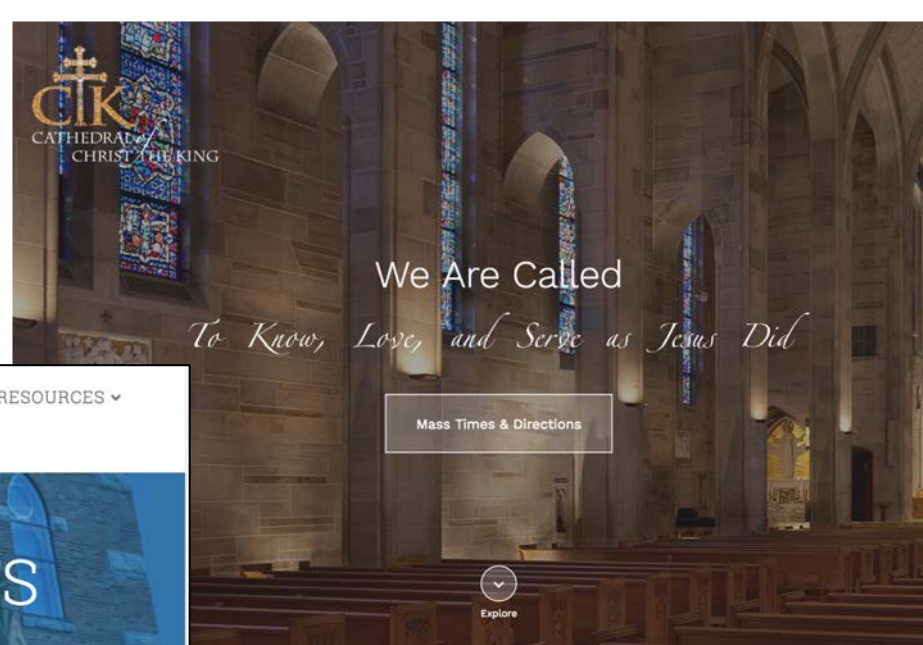 CTK
CATHEDRAL of
CHRIST THE KING
We Are Called
To Know, Love, and Serve as Jesus Did
Mass Times & Directions
Explore
RESOURCES